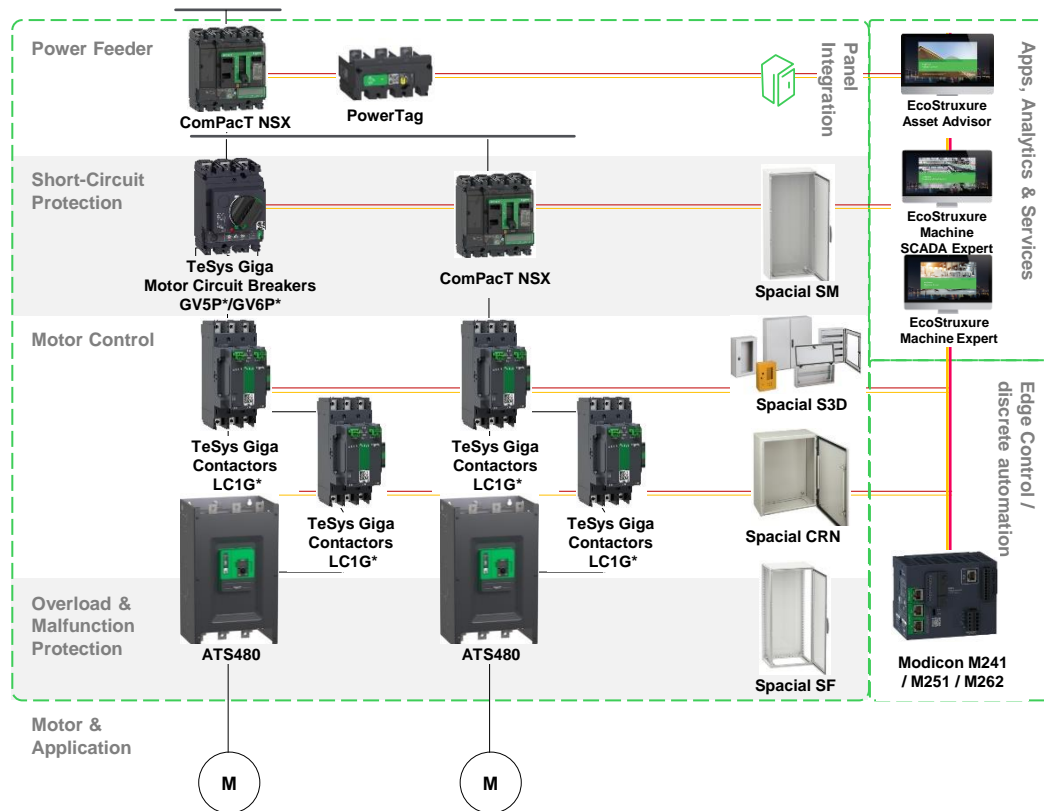 Power Feeder
ComPacT NSX
PowerTag
Panel
Integration
EcoStruxure
Asset Advisor
Apps, Analytics & Services
Short-Circuit
Protection
TeSys Giga
Motor Circuit Breakers
GV5P*/GV6P*
ComPacT NSX
Spacial SM
EcoStruxure
Machine
SCADA Expert
EcoStruxure
Machine Expert
Motor Control
TeSys Giga
Contactors
LC1G*
TeSys Giga
Contactors
LC1G*
TeSys Giga
Contactors
LC1G*
TeSys Giga
Contactors
LC1G*
Spacial S3D
Spacial CRN
Edge Control /
discrete automation
Overload &
Malfunction
Protection
ATS480
ATS480
Spacial SF
Modicon M241
/ M251 / M262
Motor &
Application
M
M